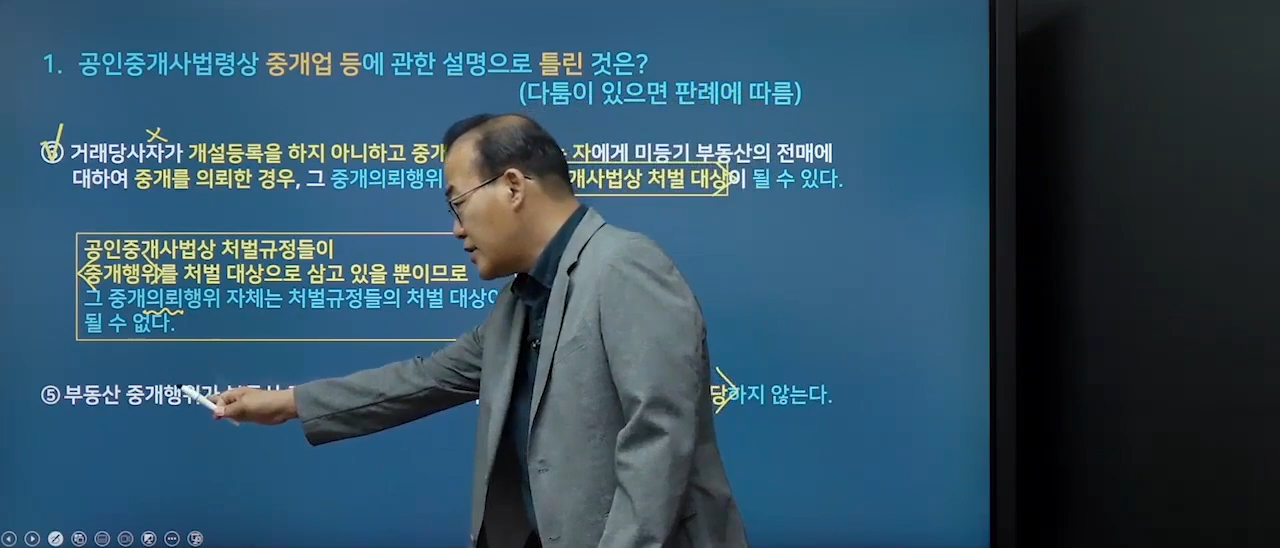 1. 공인중개사법령상 중개업 등에 관한 설명으로 틀린 것은?
(다툼이 있으면 판례에 따름)
거래당사자가 개설등록을 하지 아니하고 자에게 미등기 부동산의 전매에
대하여 중개를 의뢰한 경우, 그 중개의뢰행위 처벌 대상이 될 수 있다.
공인중개사법상 처벌규정들이
중개행위를 처벌 대상으로 삼고 있을 뿐이므로
그 중개의뢰행위 자체는 처벌규정들의 처벌 대상이
될 수 없다.
⑤ 부동산 중개행위가 하지 않는다.